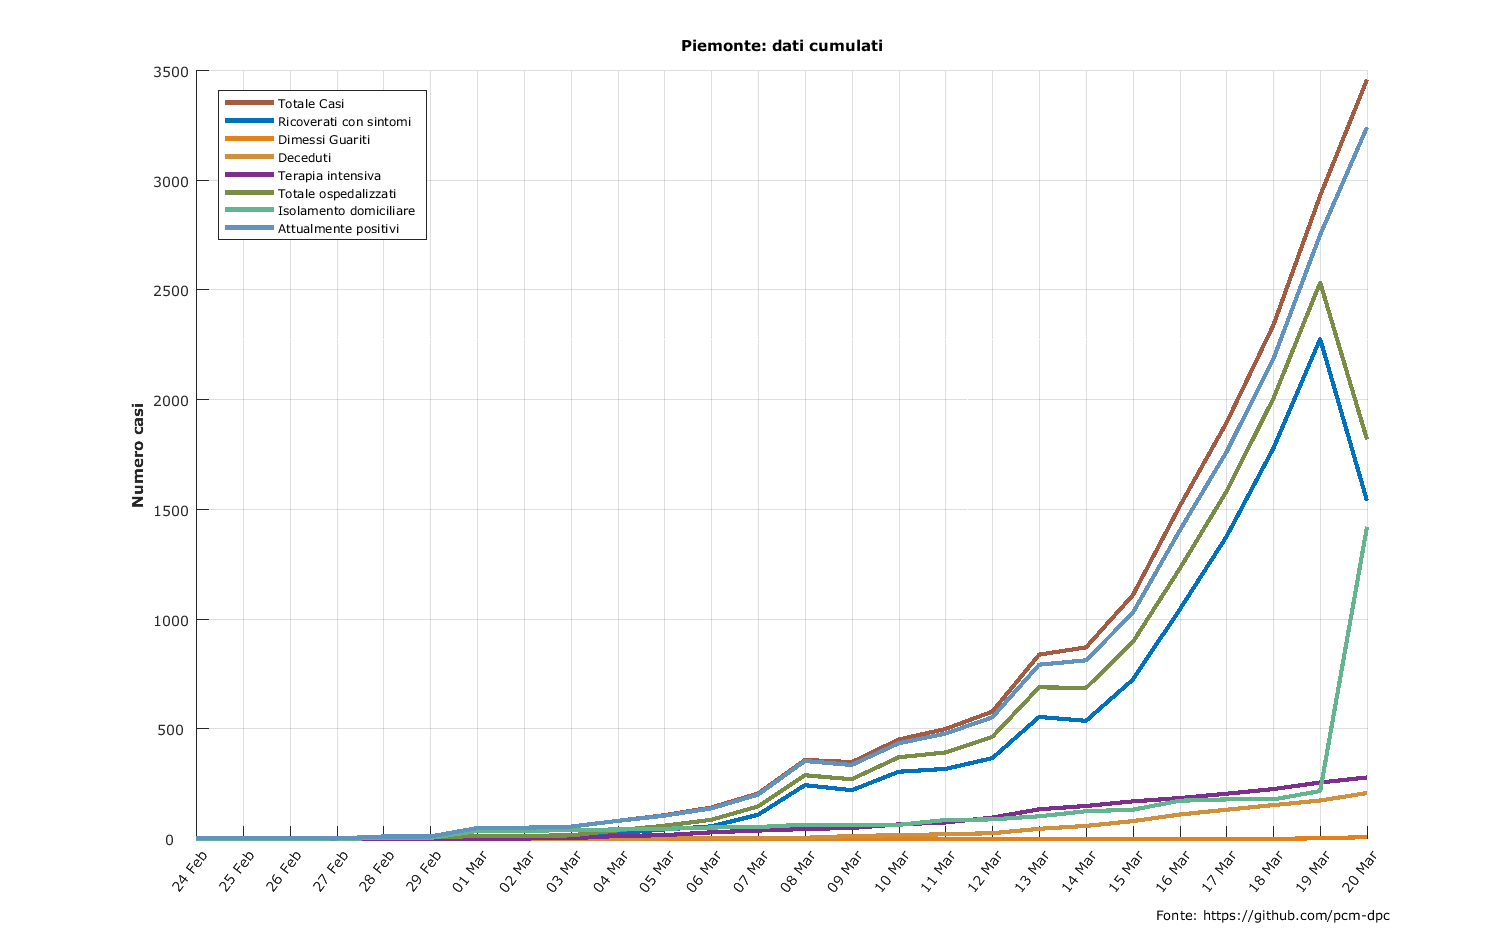 Piemonte: dati cumulati
3500
3000
2500
2000
1500
1000
500
0
Numero casi
Totale Casi
Ricoverati con sintomi
Dimessi Guariti
Deceduti
Terapia intensiva
Totale ospedalizzati
Isolamento domiciliare
Attualmente positivi
24 Feb
25 Feb
26 Feb
27 Feb
28 Feb
29 Feb
01 Mar
02 Mar
03 Mar
04 Mar
05 Mar
06 Mar
07 Mar
08 Mar
09 Mar
10 Mar
11 Mar
12 Mar
13 Mar
14 Mar
15 Mar
16 Mar
17 Mar
18 Mar
19 Mar
20 Mar
Fonte: https://github.com/pcm-dpc